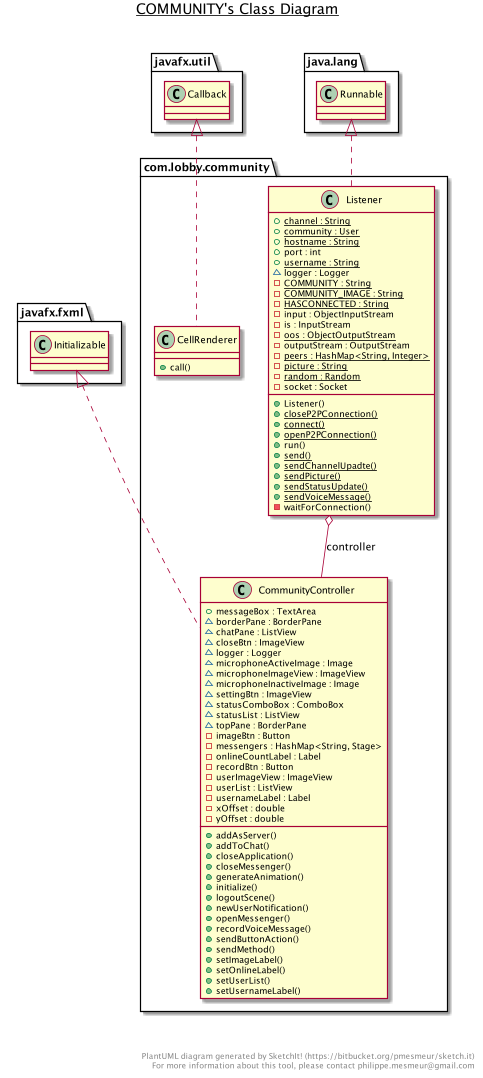 COMMUNITY's Class Diagram
javafx.util
C Callback
java.lang
C Runnable
com.lobby.community
C Listener
channel : String
community : User
hostname : String
port : int
username : String
logger : Logger
COMMUNITY : String
COMMUNITY_IMAGE : String
HASCONNECTED : String
input : ObjectInputStream
is : InputStream
oos : ObjectOutputStream
outputStream : OutputStream
peers : HashMap<String, Integer>
picture : String
random : Random
socket : Socket
Listener()
closeP2PConnection()
connect()
openP2PConnection()
run()
send()
sendChannelUpadte()
sendPicture()
sendStatusUpdate()
sendVoiceMessage()
waitForConnection()
javafx.fxml
C Initializable
C CellRenderer
call()
controller
C CommunityController
messageBox : TextArea
borderPane : BorderPane
chatPane : ListView
closeBtn : ImageView
logger : Logger
microphoneActiveImage : Image
microphoneImageView : ImageView
microphoneInactiveImage : Image
settingBtn : ImageView
statusComboBox : ComboBox
statusList : ListView
topPane : BorderPane
imageBtn : Button
messengers : HashMap<String, Stage>
onlineCountLabel : Label
recordBtn : Button
userImageView : ImageView
userList : ListView
usernameLabel : Label
xOffset : double
yOffset : double
addAsServer()
addToChat()
closeApplication()
closeMessenger()
generateAnimation()
initialize()
logoutScene()
newUserNotification()
openMessenger()
recordVoiceMessage()
sendButtonAction()
sendMethod()
setImageLabel()
setOnlineLabel()
setUserList()
setUsernameLabel()
PlantUML diagram generated by SketchIt! (https://bitbucket.org/pmesmeur/sketch.it)
For more information about this tool, please contact philippe.mesmeur@gmail.com